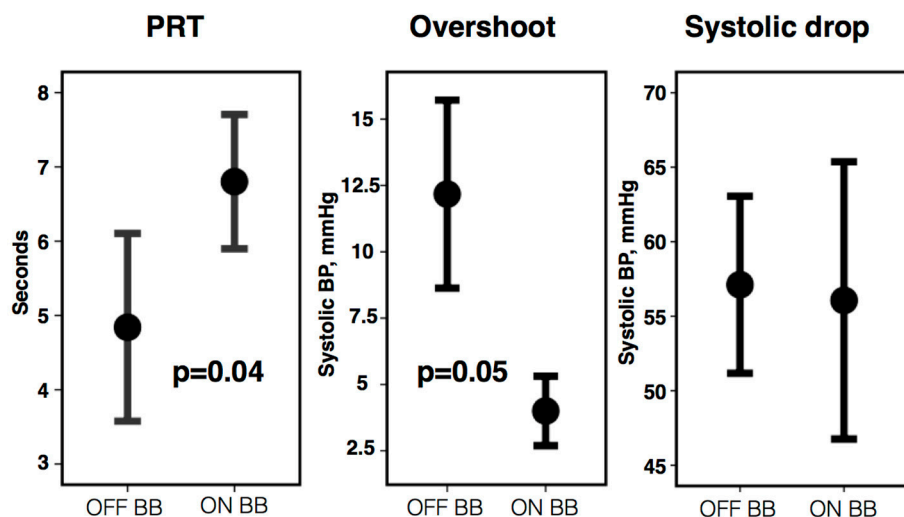 PRT
Seconds
8
7
6
5
4
3
p=0.04
OFF BB
ON BB
Overshoot
Systolic BP, mmHg
15
12.5
10
7.5
5
2.5
p=0.05
OFF BB
ON BB
Systolic drop
Systolic BP, mmHg
70
65
60
55
50
45
OFF BB
ON BB